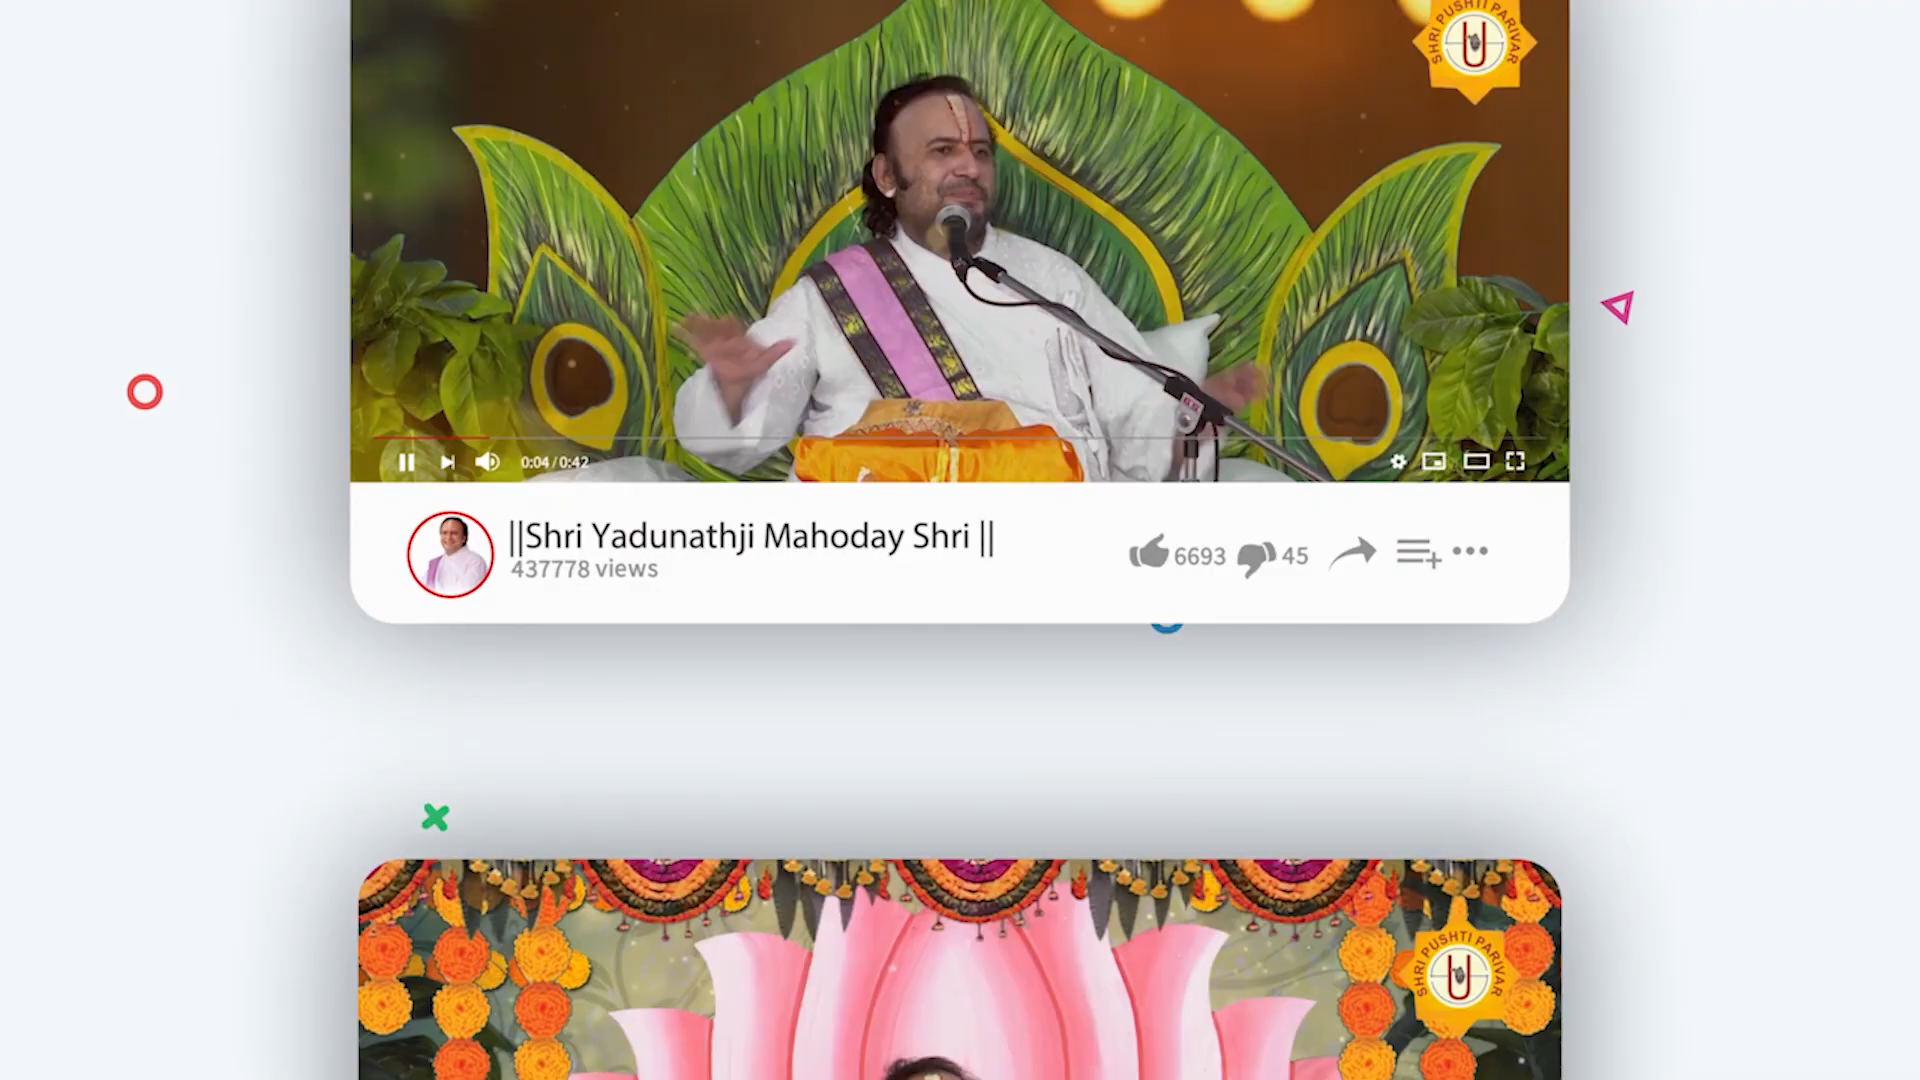 SHRI PUSHTI PARIVAR
0:04 / 0:42
||Shri Yadunathji Mahoday Shri ||
437778 views
6693
45
SHRI PUSHTI PARIVAR